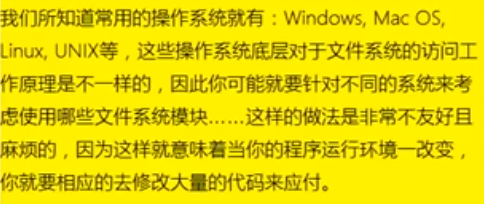 我们所知道常用的操作系统就有：Windows, Mac OS,
Linux, UNIX等，这些操作系统底层对于文件系统的访问工
作原理是不一样的，因此你可能就要针对不同的系统来考
虑使用哪些文件系统模块......这样的做法是非常不友好且
麻烦的，因为这样就意味着当你的程序运行环境一改变，
你就要相应的去修改大量的代码来应付。